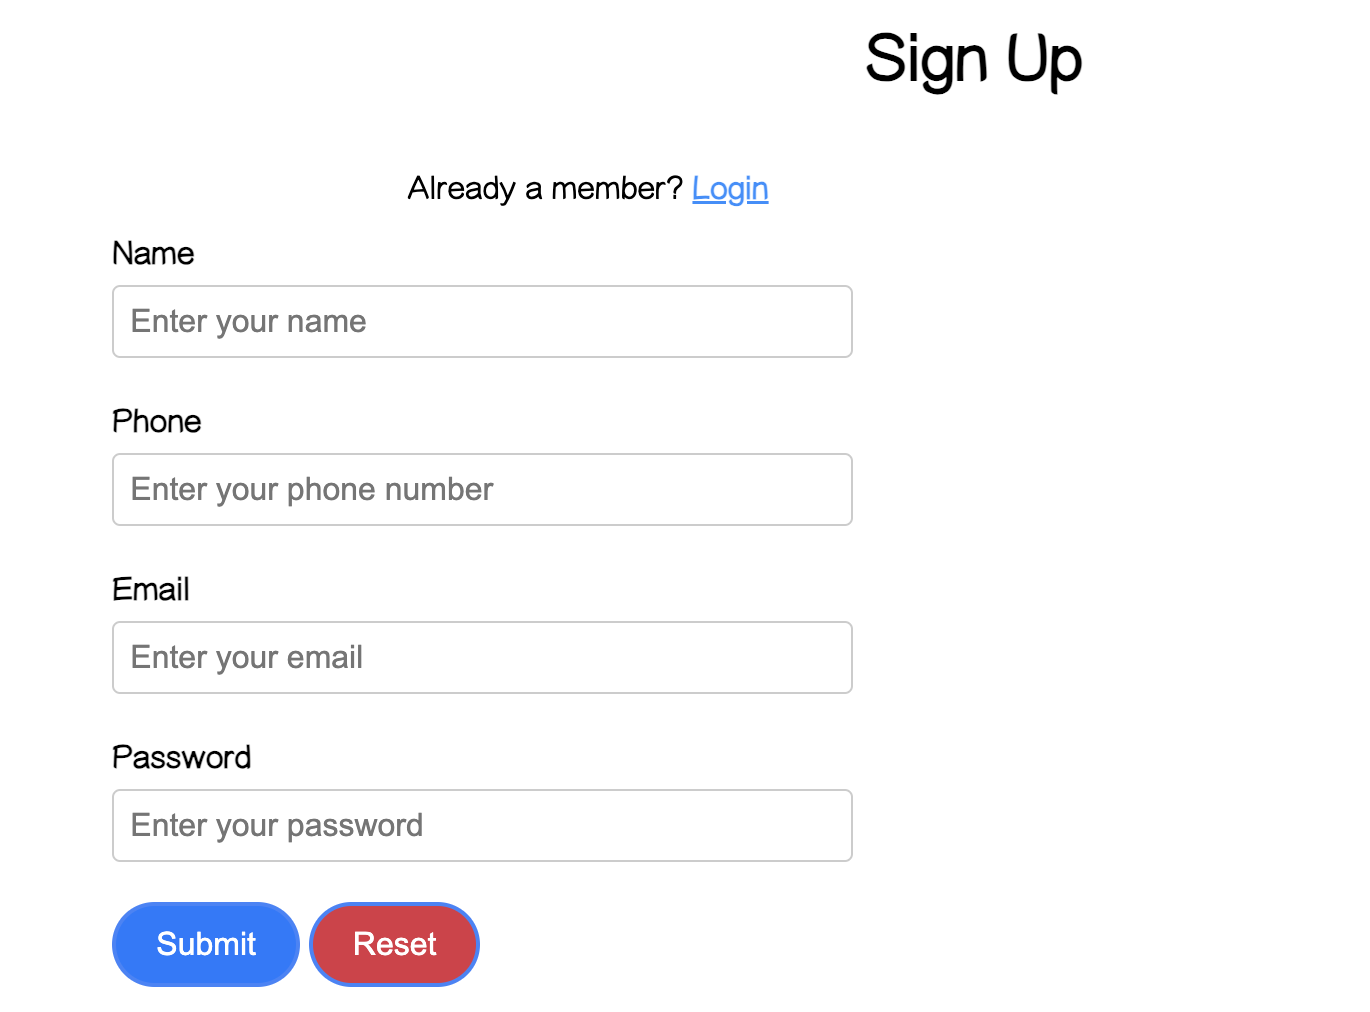 Sign Up
Already a member? Login
Name
Enter your name
Phone
Enter your phone number
Email
Enter your email
Password
Enter your password
Submit Reset